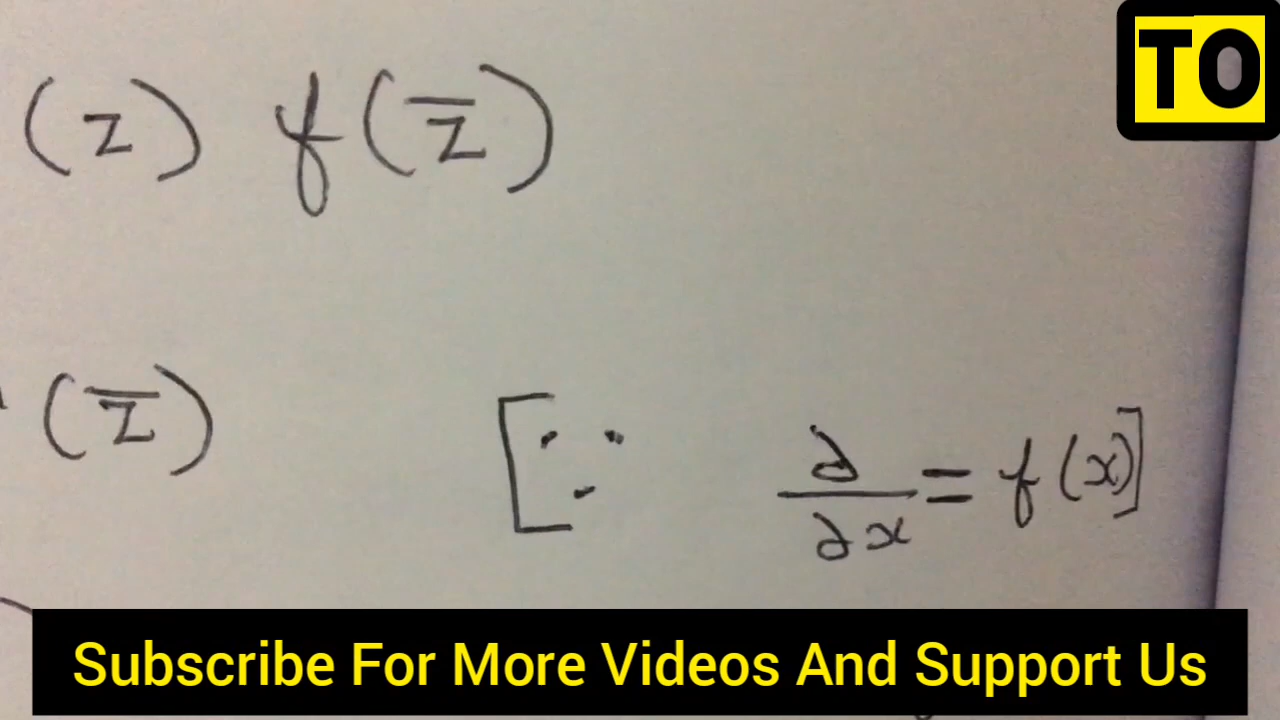 TO
(z) f(z̅)
(z̅) [∵ ∂/∂x = f(x)]
Subscribe For More Videos And Support Us